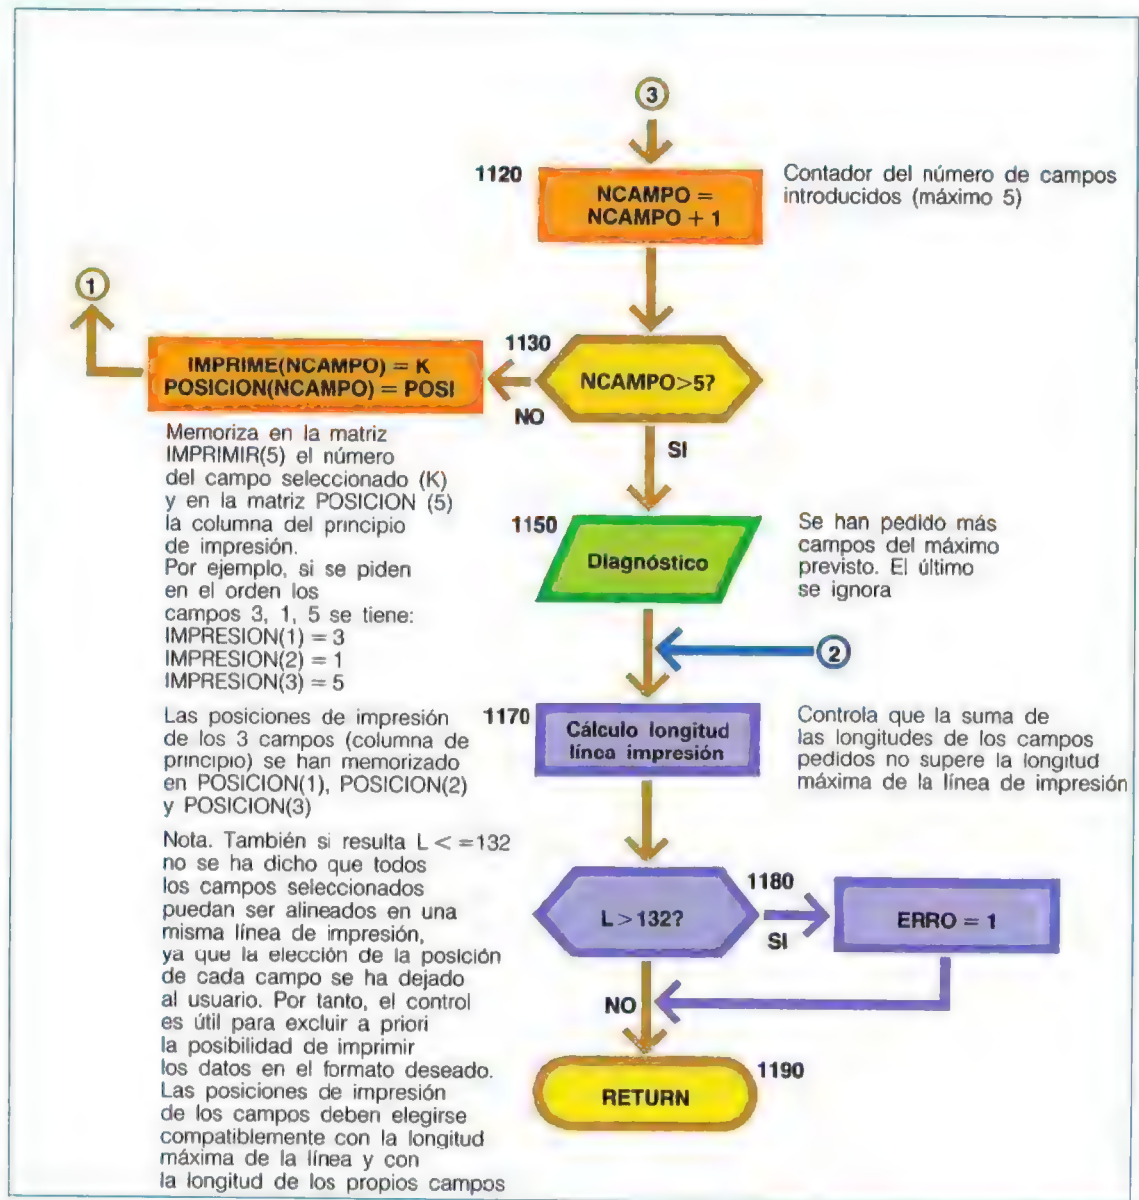 3
1120
NCAMPO =
NCAMPO + 1
Contador del número de campos
introducidos (máximo 5)
1
IMPRIME(NCAMPO) = K
POSICION(NCAMPO) = POSI
1130
NCAMPO>5?
NO
SI
Memoriza en la matriz
IMPRIMIR(5) el número
del campo seleccionado (K)
y en la matriz POSICION (5)
la columna del principio
de impresión.
Por ejemplo, si se piden
en el orden los
campos 3, 1, 5 se tiene:
IMPRESION(1) = 3
IMPRESION(2) = 1
IMPRESION(3) = 5
1150
Diagnóstico
Se han pedido más
campos del máximo
previsto. El último
se ignora
2
Las posiciones de impresión
de los 3 campos (columna de
principio) se han memorizado
en POSICION(1), POSICION(2)
y POSICION(3)
1170
Cálculo longitud
línea impresión
Controla que la suma de
las longitudes de los campos
pedidos no supere la longitud
máxima de la línea de impresión
Nota. También si resulta L < =132
no se ha dicho que todos
los campos seleccionados
puedan ser alineados en una
misma línea de impresión,
ya que la elección de la posición
de cada campo se ha dejado
al usuario. Por tanto, el control
es útil para excluir a priori
la posibilidad de imprimir
los datos en el formato deseado.
Las posiciones de impresión
de los campos deben elegirse
compatiblemente con la longitud
máxima de la línea y con
la longitud de los propios campos
L>132?
1180
SI
ERRO = 1
NO
1190
RETURN